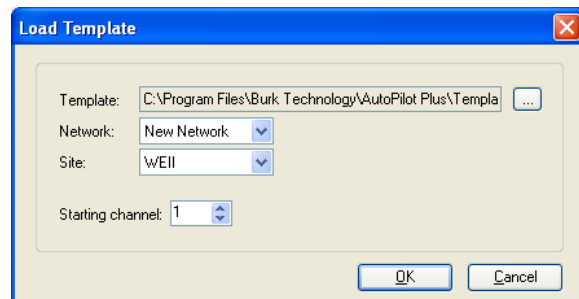 Load Template
Template: C:\Program Files\Burk Technology\AutoPilot Plus\Templa ...
Network: New Network
Site: WEII
Starting channel: 1
OK Cancel